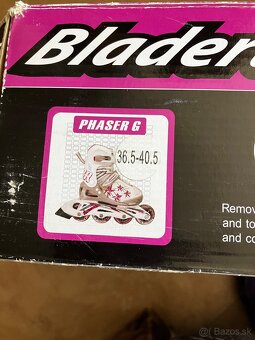 Blader
PHASER G
36.5-40.5
Remov
and to
and co
© Bazos.sk